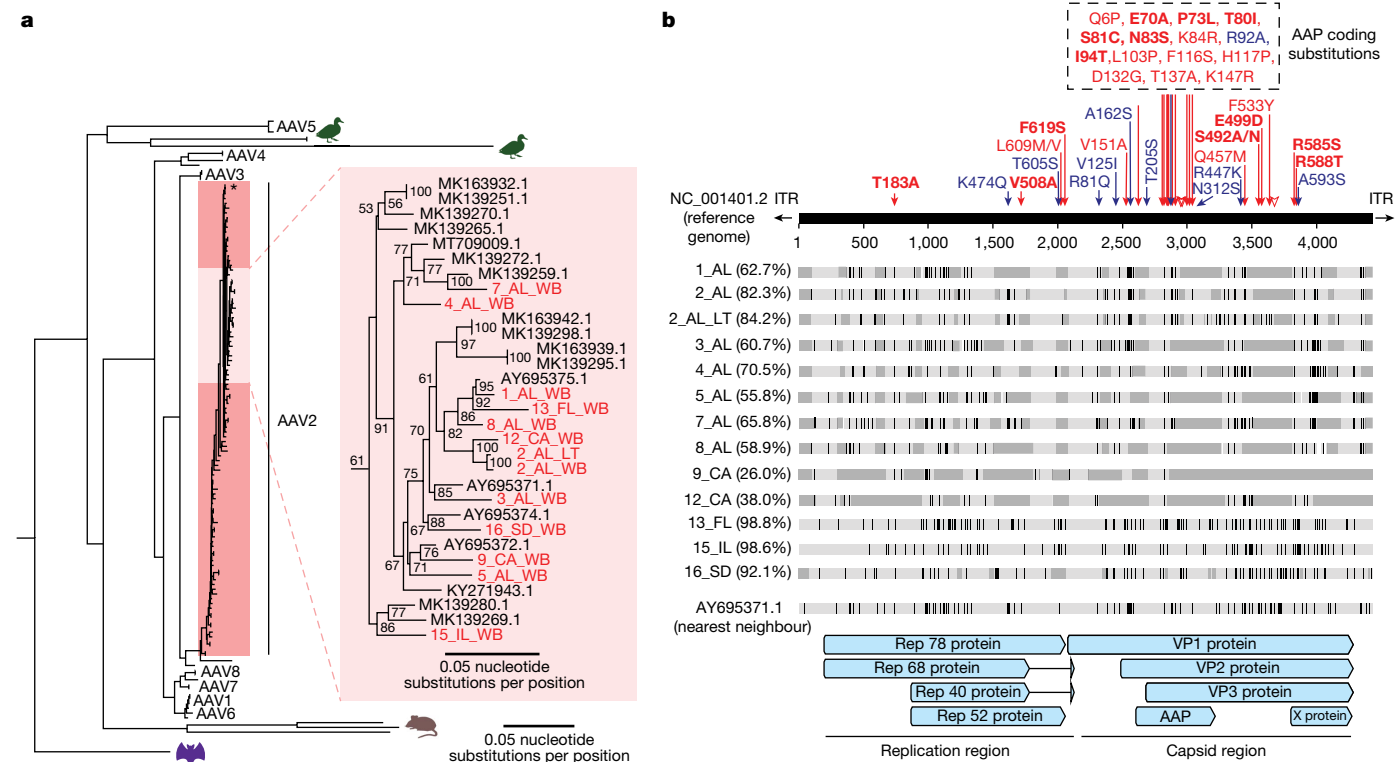 a
AAV5
AAV4
AAV3
*
AAV2
AAV8
AAV7
AAV1
AAV6
53
100
56
MK163932.1
MK139251.1
MK139270.1
MK139265.1
77
MT709009.1
MK139272.1
77
MK139259.1
100
7_AL_WB
71
4_AL_WB
MK163942.1
100
MK139298.1
97
MK163939.1
100
MK139295.1
61
AY695375.1
95
1_AL_WB
92
13_FL_WB
86
8_AL_WB
91
70
82
12_CA_WB
100
2_AL_LT
100
2_AL_WB
61
75
AY695371.1
85
3_AL_WB
AY695374.1
88
16_SD_WB
67
AY695372.1
76
9_CA_WB
67
71
5_AL_WB
KY271943.1
MK139280.1
77
MK139269.1
86
15_IL_WB
0.05 nucleotide
substitutions per position
0.05 nucleotide
substitutions per position
b
Q6P, E70A, P73L, T80I,
S81C, N83S, K84R, R92A,
I94T,L103P, F116S, H117P,
D132G, T137A, K147R
AAP coding
substitutions
T183A
K474Q
V508A
T605S
L609M/V
F619S
R81Q
V125I
V151A
A162S
T205S
N312S
R447K
Q457M
S492A/N
E499D
F533Y
R585S
R588T
A593S
NC_001401.2
(reference
genome)
ITR
ITR
1 500 1,000 1,500 2,000 2,500 3,000 3,500 4,000
1_AL (62.7%)
2_AL (82.3%)
2_AL_LT (84.2%)
3_AL (60.7%)
4_AL (70.5%)
5_AL (55.8%)
7_AL (65.8%)
8_AL (58.9%)
9_CA (26.0%)
12_CA (38.0%)
13_FL (98.8%)
15_IL (98.6%)
16_SD (92.1%)
AY695371.1
(nearest neighbour)
Rep 78 protein
VP1 protein
Rep 68 protein
VP2 protein
Rep 40 protein
VP3 protein
Rep 52 protein
AAP
X protein
Replication region
Capsid region